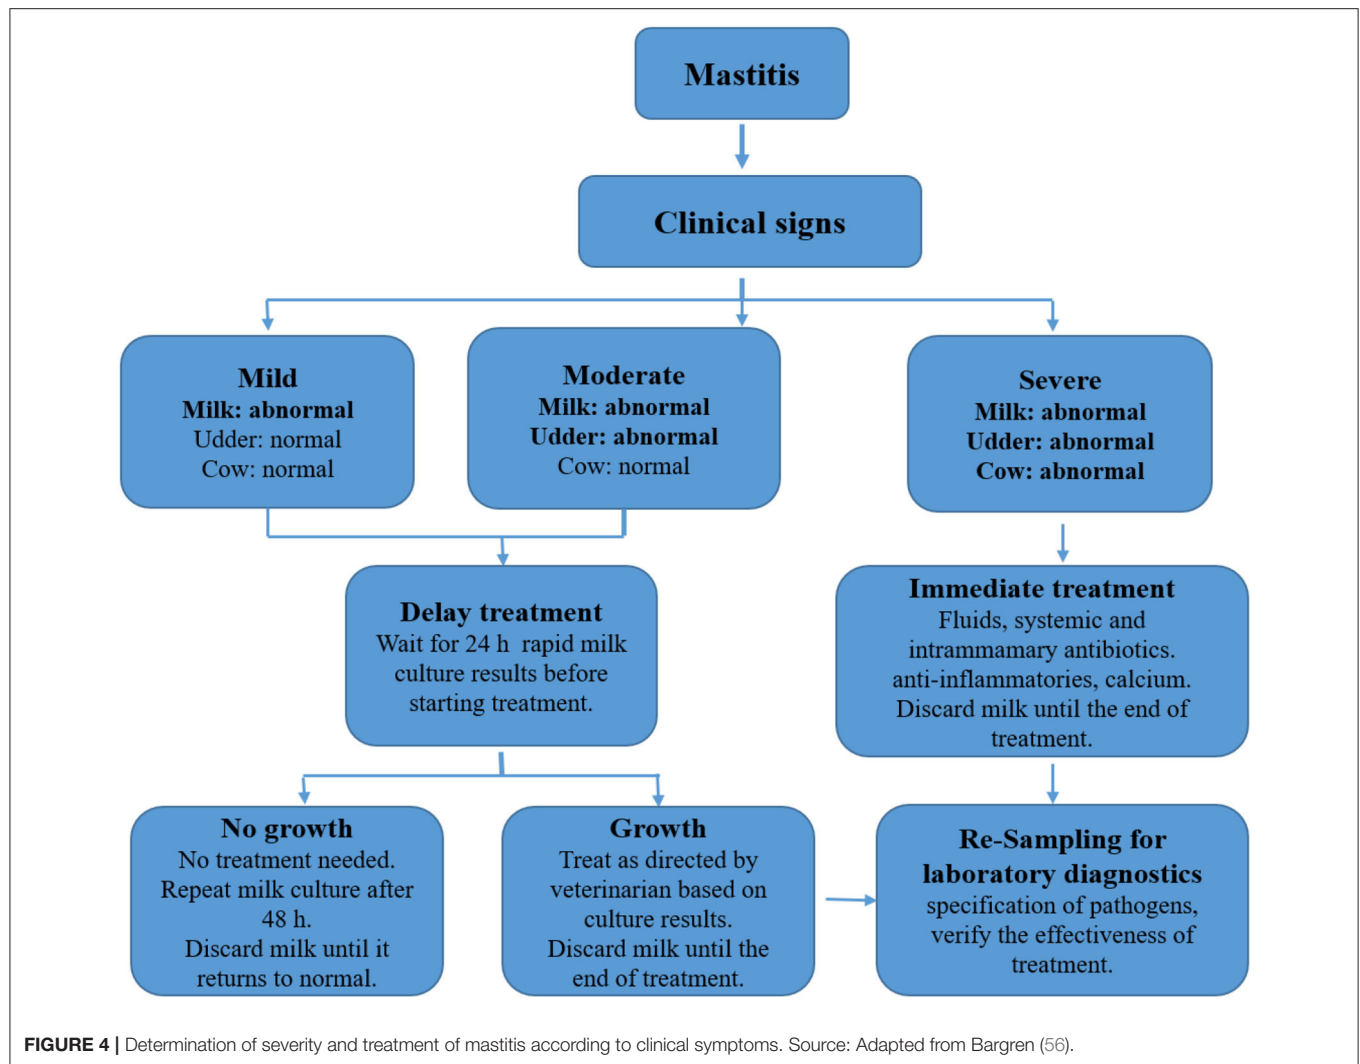 Mastitis
Clinical signs
Mild
Milk: abnormal
Udder: normal
Cow: normal
Moderate
Milk: abnormal
Udder: abnormal
Cow: normal
Severe
Milk: abnormal
Udder: abnormal
Cow: abnormal
Delay treatment
Wait for 24 h rapid milk
culture results before
starting treatment.
Immediate treatment
Fluids, systemic and
intrammamary antibiotics.
anti-inflammatories, calcium.
Discard milk until the end of
treatment.
No growth
No treatment needed.
Repeat milk culture after
48 h.
Discard milk until it
returns to normal.
Growth
Treat as directed by
veterinarian based on
culture results.
Discard milk until the
end of treatment.
Re-Sampling for
laboratory diagnostics
specification of pathogens,
verify the effectiveness of
treatment.
FIGURE 4 | Determination of severity and treatment of mastitis according to clinical symptoms. Source: Adapted from Bargren (56).